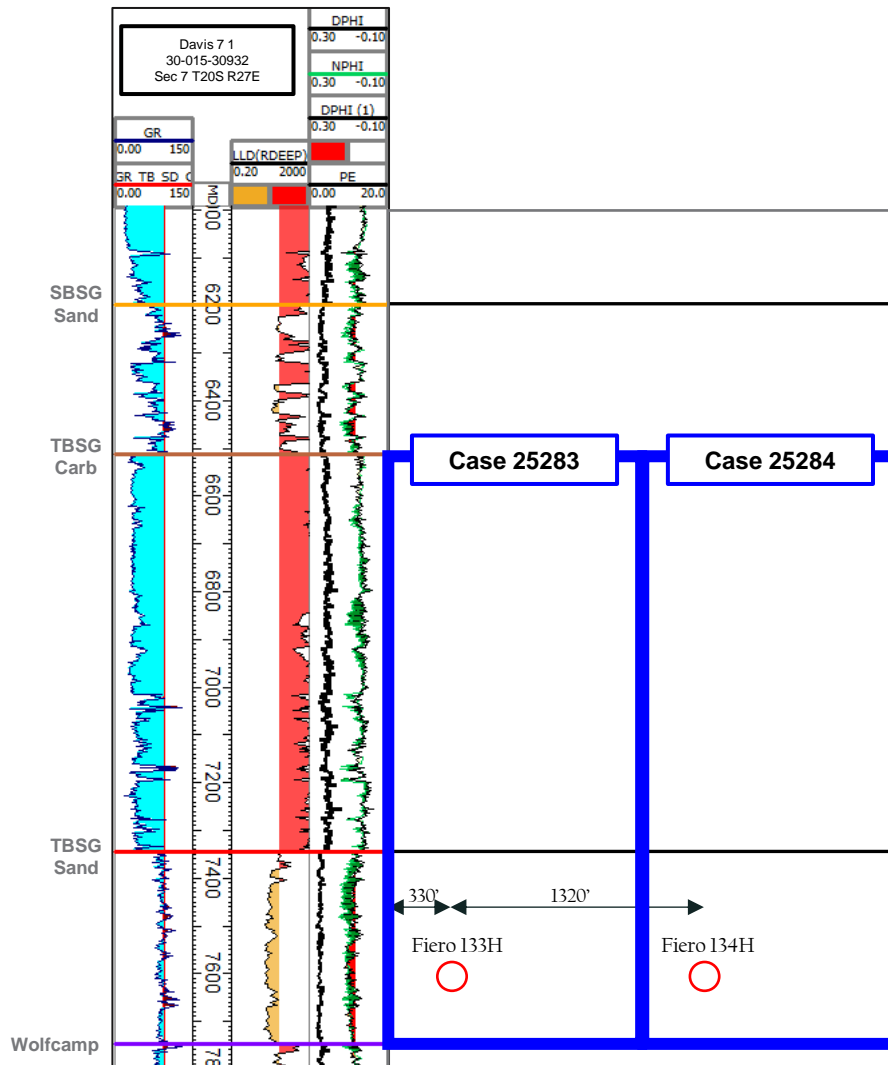 Davis 7 1
30-015-30932
Sec 7 T20S R27E
DPHI
0.30 -0.10
NPHI
0.30 -0.10
DPHI (1)
0.30 -0.10
GR
0.00 150
LLD(RDEEP)
0.20 2000
PE
0.00 20.0
GR TB SD C
0.00 150
MD
SBSG
Sand
6200
6400
TBSG
Carb
Case 25283
Case 25284
6600
6800
7000
7200
TBSG
Sand
7400
330'
1320'
Fiero 133H
Fiero 134H
7600
Wolfcamp